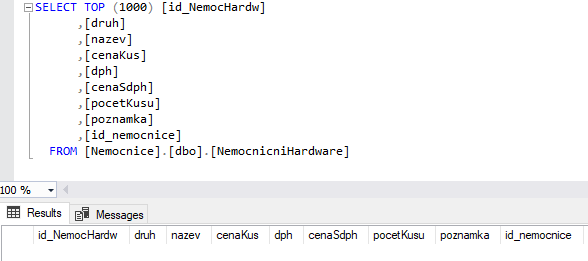 SELECT TOP (1000) [id_NemocHardw]
,[druh]
,[nazev]
,[cenaKus]
,[dph]
,[cenaSdph]
,[pocetKusu]
,[poznamka]
,[id_nemocnice]
FROM [Nemocnice].[dbo].[NemocnicniHardware]
100 %
Results Messages
id_NemocHardw druh nazev cenaKus dph cenaSdph pocetKusu poznamka id_nemocnice